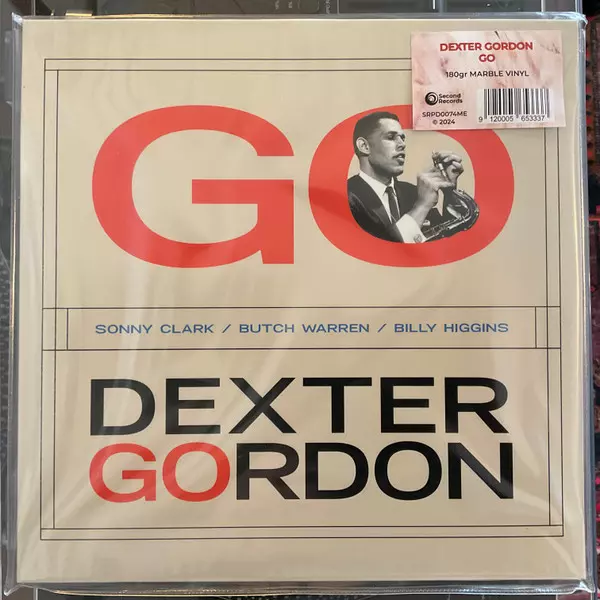 DEXTER GORDON
GO
180gr MARBLE VINYL
Second
Records
SRPD0074ME
© 2024
9 120005 653337
GO
SONNY CLARK / BUTCH WARREN / BILLY HIGGINS
DEXTER
GORDON